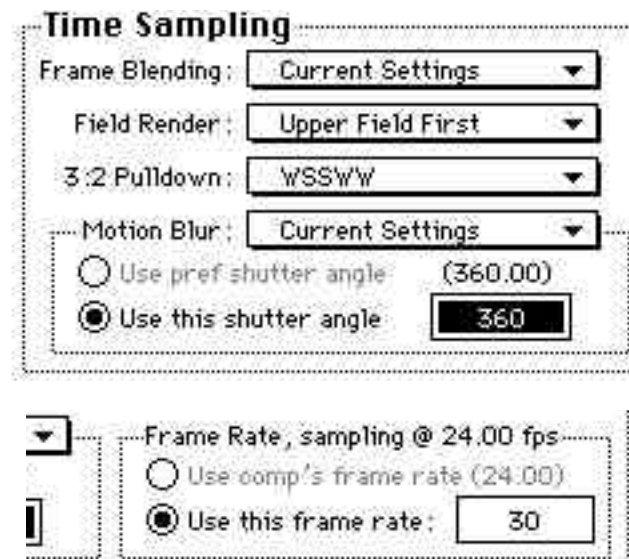 Time Sampling
Frame Blending: Current Settings
Field Render: Upper Field First
3:2 Pulldown: WSSWW
Motion Blur: Current Settings
Use pref shutter angle (360.00)
Use this shutter angle 360
Frame Rate, sampling @ 24.00 fps
Use comp's frame rate (24.00)
Use this frame rate: 30